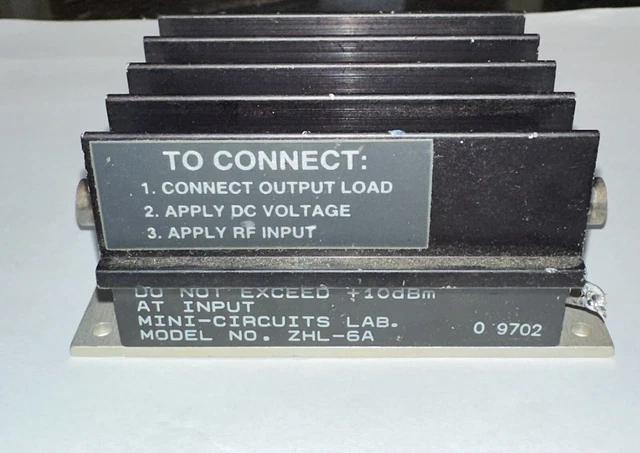 TO CONNECT:
1. CONNECT OUTPUT LOAD
2. APPLY DC VOLTAGE
3. APPLY RF INPUT
DO NOT EXCEED +10dBm
AT INPUT
MINI-CIRCUITS LAB.
MODEL NO. ZHL-6A
0 9702